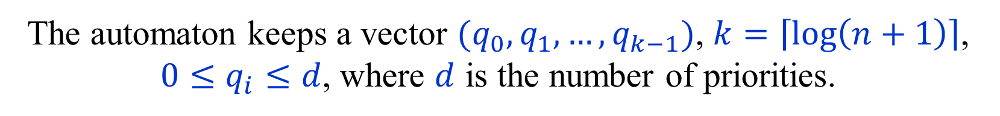 The automaton keeps a vector (q₀, q₁, … , qₖ₋₁), k = ⌈log(n + 1)⌉,
0 ≤ qᵢ ≤ d, where d is the number of priorities.